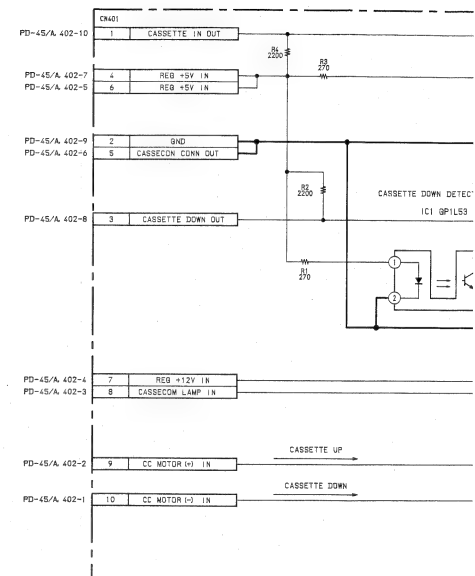 CN401
PD-45/A, 402-10 1 CASSETTE IN OUT
R4
2200
R3
270
PD-45/A, 402-7 4 REG +5V IN
PD-45/A, 402-5 6 REG +5V IN
PD-45/A, 402-9 2 GND
PD-45/A, 402-6 5 CASSECON CONN OUT
R2
2200
CASSETTE DOWN DETEC
IC1 GP1L53
PD-45/A, 402-8 3 CASSETTE DOWN OUT
R1
270
1
2
PD-45/A, 402-4 7 REG +12V IN
PD-45/A, 402-3 8 CASSECOM LAMP IN
CASSETTE UP
PD-45/A, 402-2 9 CC MOTOR (+) IN
CASSETTE DOWN
PD-45/A, 402-1 10 CC MOTOR (-) IN